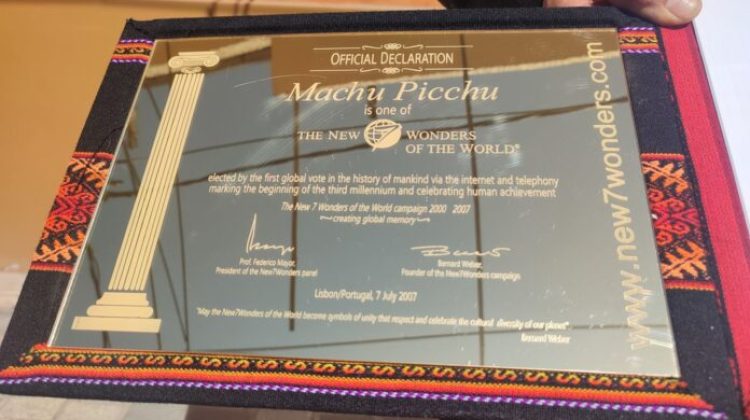 OFFICIAL DECLARATION
Machu Picchu
is one of
THE NEW 7 WONDERS
OF THE WORLD®
elected by the first global vote in the history of mankind via the internet and telephony
marking the beginning of the third millennium and celebrating human achievement
The New 7 Wonders of the World campaign 2000 2007
~creating global memory~
Prof. Federico Mayor,
President of the New7Wonders panel
Bernard Weber,
Founder of the New7Wonders campaign
Lisbon/Portugal, 7 July 2007
"May the New7Wonders of the World become symbols of unity that respect and celebrate the cultural diversity of our planet"
Bernard Weber
www.new7wonders.com